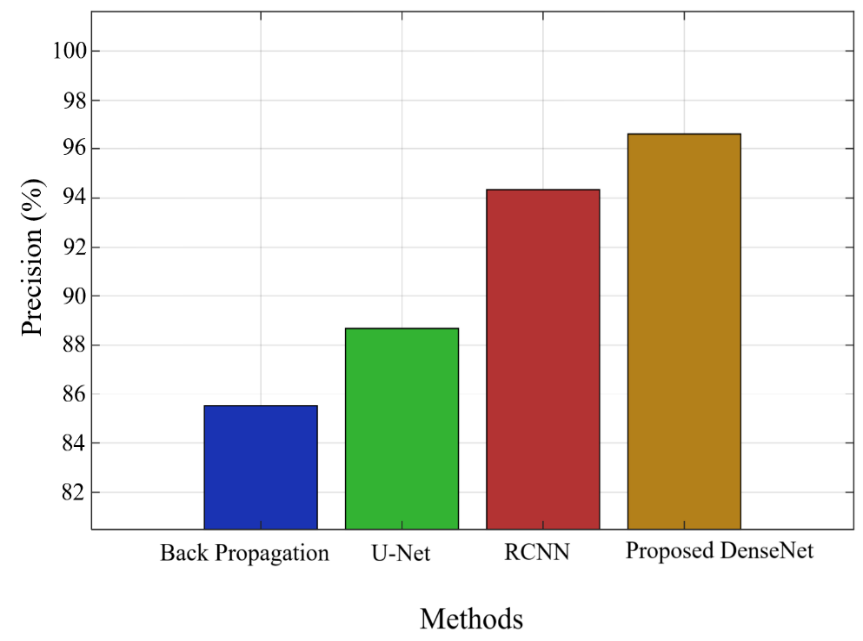 100
98
96
94
92
90
88
86
84
82
Precision (%)
Back Propagation
U-Net
RCNN
Proposed DenseNet
Methods